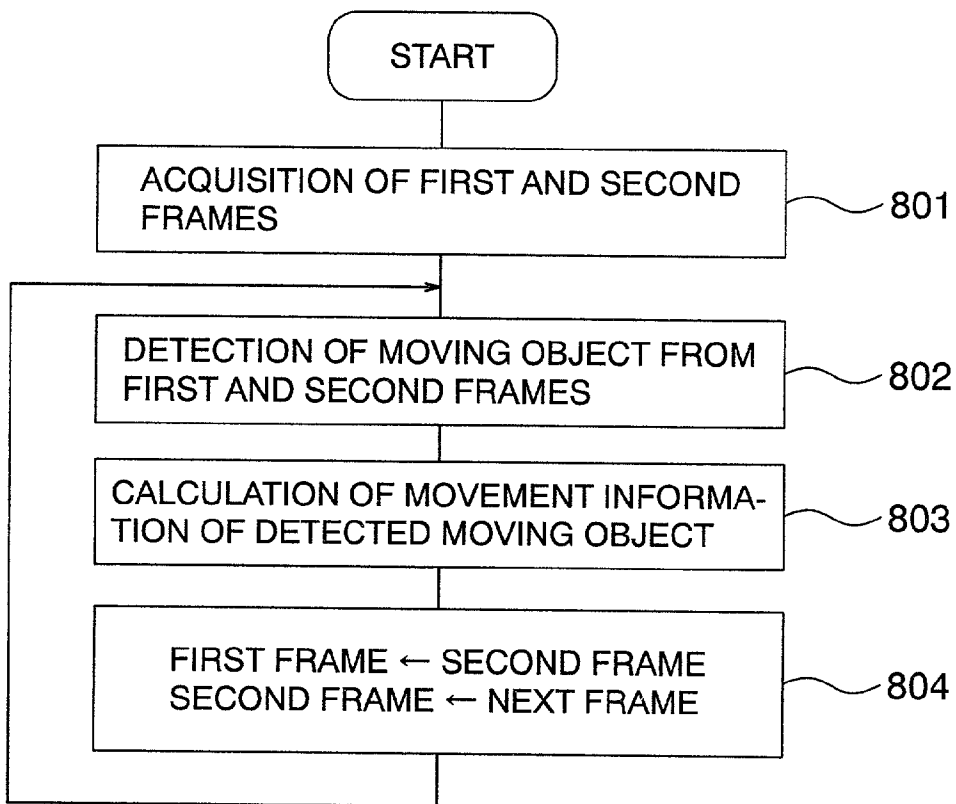 START
ACQUISITION OF FIRST AND SECOND
FRAMES
801
DETECTION OF MOVING OBJECT FROM
FIRST AND SECOND FRAMES
802
CALCULATION OF MOVEMENT INFORMA-
TION OF DETECTED MOVING OBJECT
803
FIRST FRAME ← SECOND FRAME
SECOND FRAME ← NEXT FRAME
804